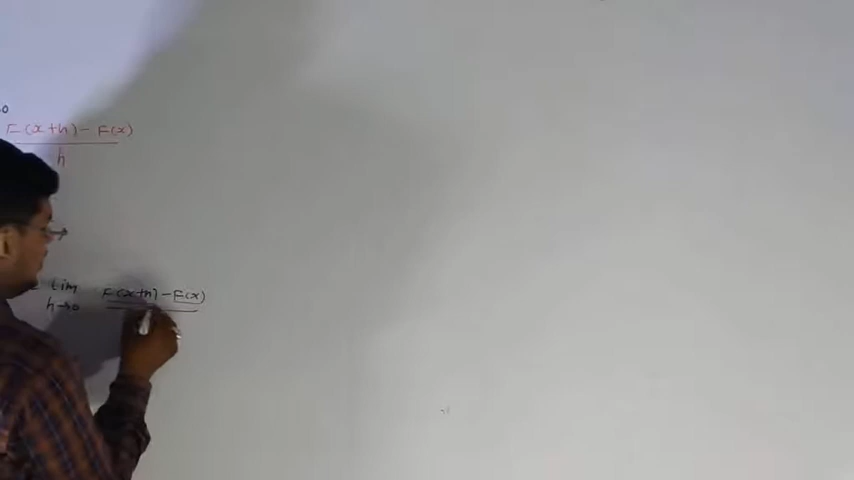 F(x+h) - F(x)
h
→
lim F(x+h) - F(x)
h→0